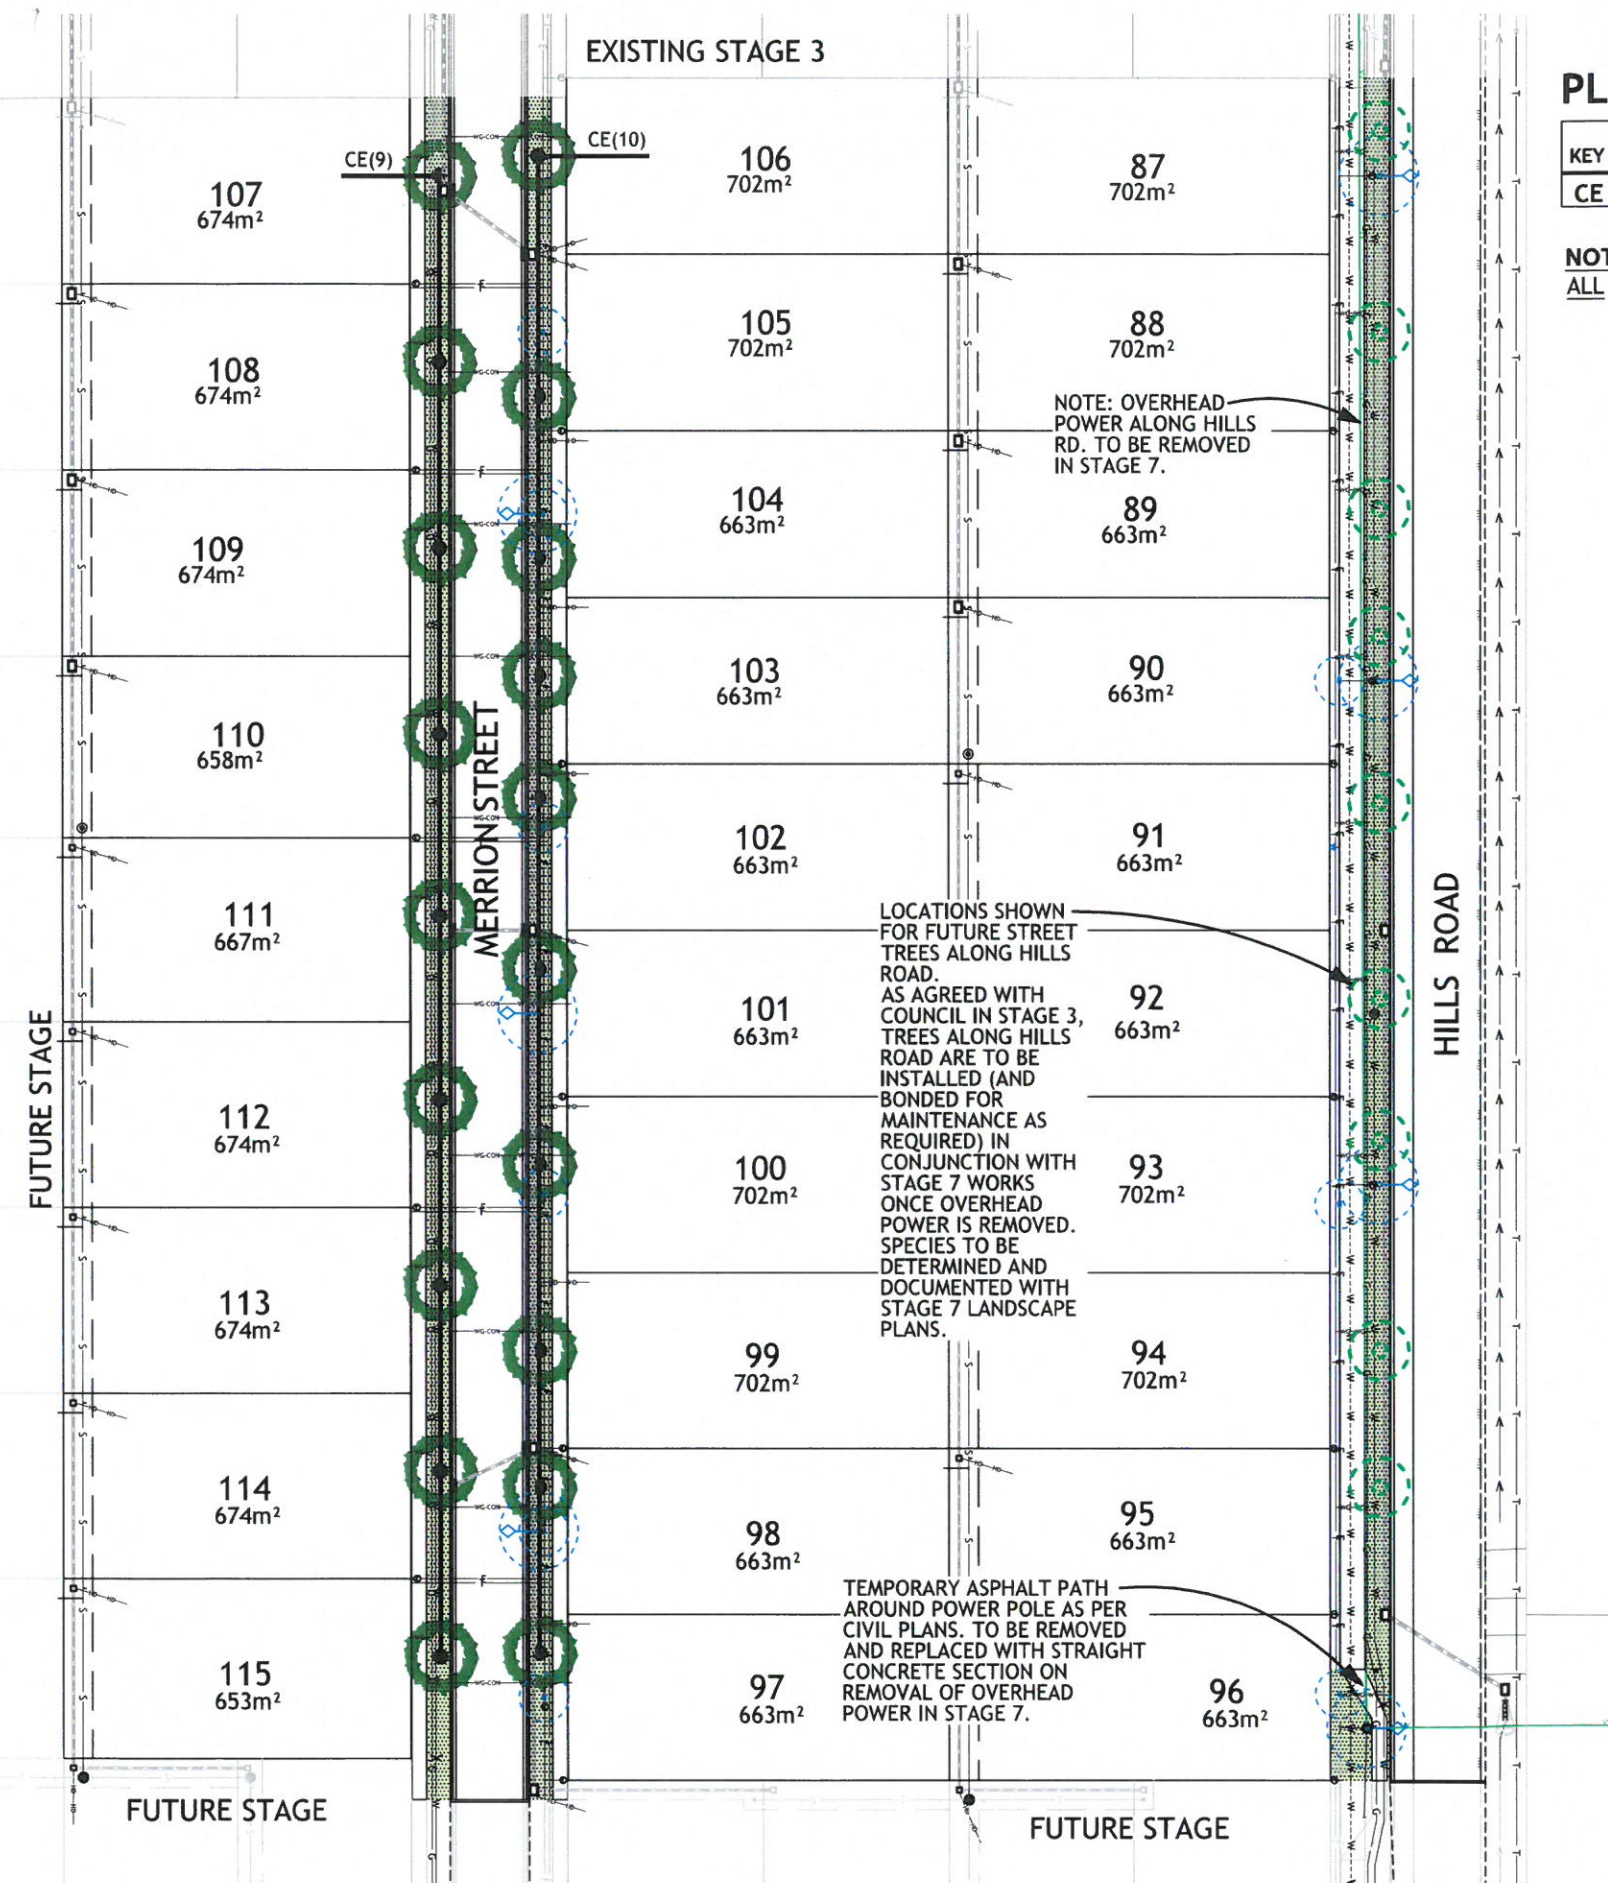 EXISTING STAGE 3
PL
KEY
CE
NOT
ALL
CE(9)
CE(10)
107
674m²
108
674m²
109
674m²
110
658m²
111
667m²
112
674m²
113
674m²
114
674m²
115
653m²
FUTURE STAGE
FUTURE STAGE
MERRION STREET
106
702m²
105
702m²
104
663m²
103
663m²
102
663m²
101
663m²
100
702m²
99
702m²
98
663m²
97
663m²
87
702m²
88
702m²
NOTE: OVERHEAD
POWER ALONG HILLS
RD. TO BE REMOVED
IN STAGE 7.
89
663m²
90
663m²
91
663m²
LOCATIONS SHOWN
FOR FUTURE STREET
TREES ALONG HILLS
ROAD.
AS AGREED WITH
COUNCIL IN STAGE 3,
TREES ALONG HILLS
ROAD ARE TO BE
INSTALLED (AND
BONDED FOR
MAINTENANCE AS
REQUIRED) IN
CONJUNCTION WITH
STAGE 7 WORKS
ONCE OVERHEAD
POWER IS REMOVED.
SPECIES TO BE
DETERMINED AND
DOCUMENTED WITH
STAGE 7 LANDSCAPE
PLANS.
92
663m²
93
702m²
94
702m²
95
663m²
TEMPORARY ASPHALT PATH
AROUND POWER POLE AS PER
CIVIL PLANS. TO BE REMOVED
AND REPLACED WITH STRAIGHT
CONCRETE SECTION ON
REMOVAL OF OVERHEAD
POWER IN STAGE 7.
96
663m²
HILLS ROAD
FUTURE STAGE